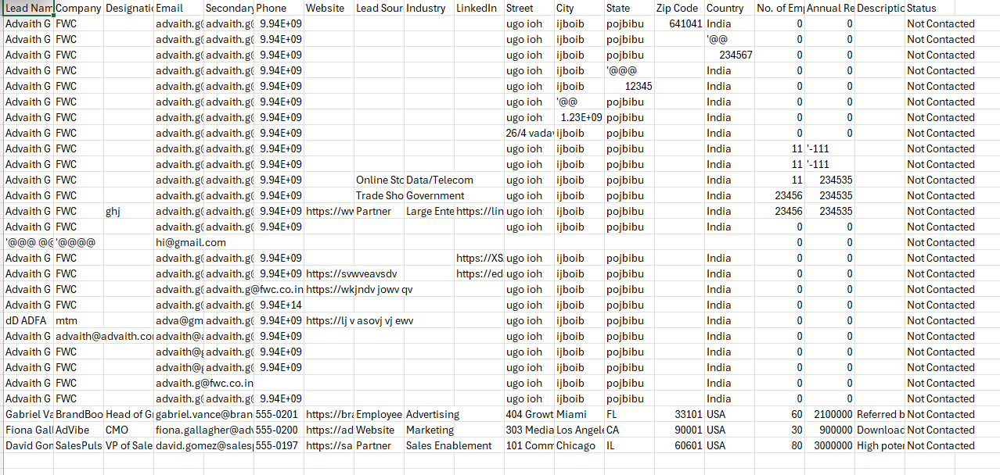 Lead Nam Company Designatio Email Secondary Phone Website Lead Sour Industry LinkedIn Street City State Zip Code Country No. of Emp Annual Re Descriptio Status
Advaith G FWC advaith.g@ advaith.g@ 9.94E+09 ugo ioh ijboib pojbibu 641041 India 0 0 Not Contacted
Advaith G FWC advaith.g@ advaith.g@ 9.94E+09 ugo ioh ijboib pojbibu '@@ 0 0 Not Contacted
Advaith G FWC advaith.g@ advaith.g@ 9.94E+09 ugo ioh ijboib pojbibu 234567 0 0 Not Contacted
Advaith G FWC advaith.g@ advaith.g@ 9.94E+09 ugo ioh ijboib '@@@ India 0 0 Not Contacted
Advaith G FWC advaith.g@ advaith.g@ 9.94E+09 ugo ioh ijboib 12345 India 0 0 Not Contacted
Advaith G FWC advaith.g@ advaith.g@ 9.94E+09 ugo ioh '@@ pojbibu India 0 0 Not Contacted
Advaith G FWC advaith.g@ advaith.g@ 9.94E+09 ugo ioh 1.23E+09 pojbibu India 0 0 Not Contacted
Advaith G FWC advaith.g@ advaith.g@ 9.94E+09 26/4 vadav ijboib pojbibu India 0 0 Not Contacted
Advaith G FWC advaith.g@ advaith.g@ 9.94E+09 ugo ioh ijboib pojbibu India 11 '-111 Not Contacted
Advaith G FWC advaith.g@ advaith.g@ 9.94E+09 ugo ioh ijboib pojbibu India 11 '-111 Not Contacted
Advaith G FWC advaith.g@ advaith.g@ 9.94E+09 Online Sto Data/Telecom ugo ioh ijboib pojbibu India 11 234535 Not Contacted
Advaith G FWC advaith.g@ advaith.g@ 9.94E+09 Trade Sho Government ugo ioh ijboib pojbibu India 23456 234535 Not Contacted
Advaith G FWC ghj advaith.g@ advaith.g@ 9.94E+09 https://ww Partner Large Ente https://lin ugo ioh ijboib pojbibu India 23456 234535 Not Contacted
Advaith G FWC advaith.g@ advaith.g@ 9.94E+09 ugo ioh ijboib pojbibu India 0 0 Not Contacted
'@@@ @@ '@@@@ hi@gmail.com 0 0 Not Contacted
Advaith G FWC advaith.g@ advaith.g@ 9.94E+09 https://XS ugo ioh ijboib pojbibu India 0 0 Not Contacted
Advaith G FWC advaith.g@ advaith.g@ 9.94E+09 https://svwveavsdv https://ed ugo ioh ijboib pojbibu India 0 0 Not Contacted
Advaith G FWC advaith.g@ advaith.g@fwc.co.in https://wkjndv jowv qv ugo ioh ijboib pojbibu India 0 0 Not Contacted
Advaith G FWC advaith.g@ advaith.g@ 9.94E+14 ugo ioh ijboib pojbibu India 0 0 Not Contacted
dD ADFA mtm adva@gm advaith.g@ 9.94E+09 https://lj v asovj vj ewv ugo ioh ijboib pojbibu India 0 0 Not Contacted
Advaith G advaith@advaith.co advaith@a advaith.g@ 9.94E+09 ugo ioh ijboib pojbibu India 0 0 Not Contacted
Advaith G FWC advaith@g advaith.g@ 9.94E+09 ugo ioh ijboib pojbibu India 0 0 Not Contacted
Advaith G FWC advaith@g advaith.g@ 9.94E+09 ugo ioh ijboib pojbibu India 0 0 Not Contacted
Advaith G FWC advaith.g@fwc.co.in ugo ioh ijboib pojbibu India 0 0 Not Contacted
Advaith G FWC advaith.g@ advaith.g@ 9.94E+09 ugo ioh ijboib pojbibu India 0 0 Not Contacted
Gabriel Va BrandBoo Head of Gr gabriel.vance@bran 555-0201 https://bra Employee Advertising 404 Growt Miami FL 33101 USA 60 2100000 Referred b Not Contacted
Fiona Gall AdVibe CMO fiona.gallagher@adv 555-0200 https://ad Website Marketing 303 Media Los Angele CA 90001 USA 30 900000 Download Not Contacted
David Gom SalesPuls VP of Sale david.gomez@salesp 555-0197 https://sa Partner Sales Enablement 101 Comm Chicago IL 60601 USA 80 3000000 High poter Not Contacted